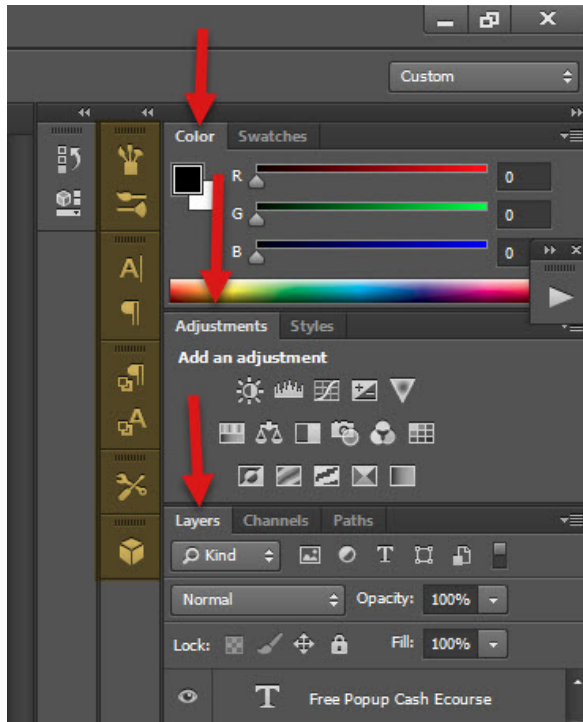 Custom
Color Swatches
R 0
G 0
B 0
Adjustments Styles
Add an adjustment
Layers Channels Paths
Kind T
Normal Opacity: 100%
Lock: Fill: 100%
T Free Popup Cash Ecourse
A
A